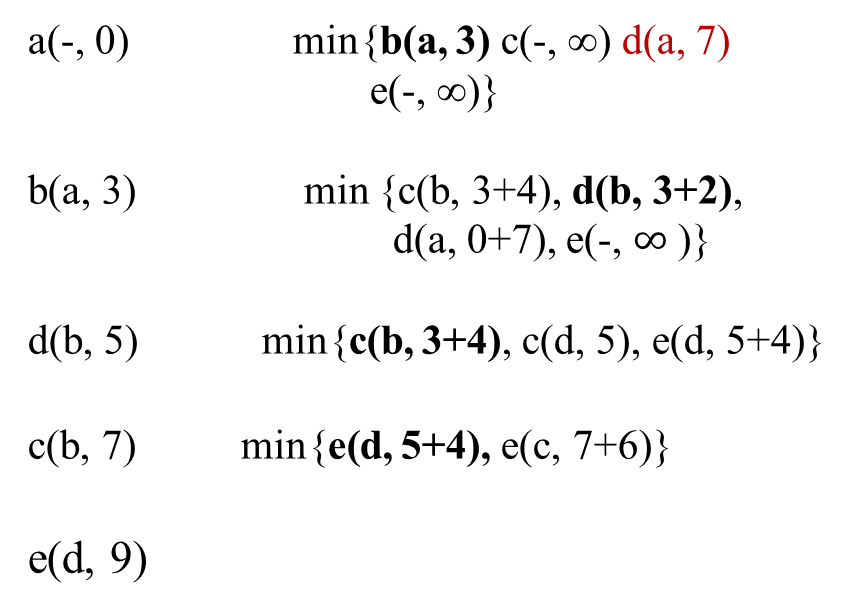 a(-, 0) min{b(a, 3) c(-, ∞) d(a, 7)
e(-, ∞)}
b(a, 3) min {c(b, 3+4), d(b, 3+2),
d(a, 0+7), e(-, ∞ )}
d(b, 5) min{c(b, 3+4), c(d, 5), e(d, 5+4)}
c(b, 7) min{e(d, 5+4), e(c, 7+6)}
e(d, 9)